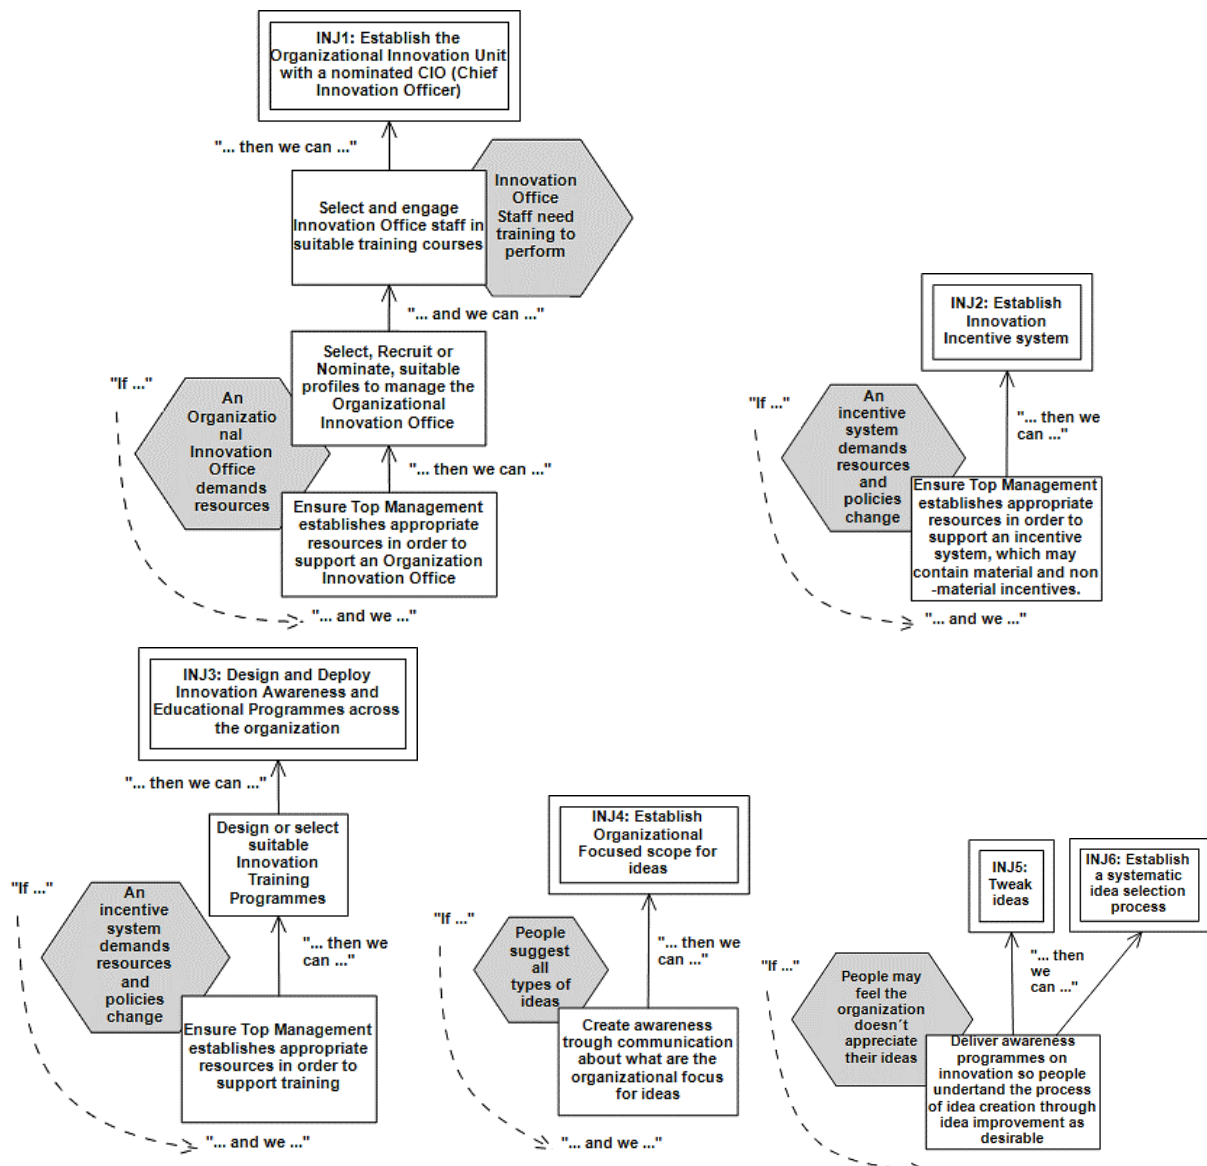 INJ1: Establish the
Organizational Innovation Unit
with a nominated CIO (Chief
Innovation Officer)
"... then we can ..."
Innovation
Office
Staff need
training to
perform
Select and engage
Innovation Office staff in
suitable training courses
"... and we can ..."
Select, Recruit or
Nominate, suitable
profiles to manage the
Organizational
Innovation Office
"If ..."
An
Organizatio
nal
Innovation
Office
demands
resources
"... then we can ..."
Ensure Top Management
establishes appropriate
resources in order to
support an Organization
Innovation Office
"... and we ..."
INJ2: Establish
Innovation
Incentive system
"If ..."
An
incentive
system
demands
resources
and
policies
change
"... then we
can ..."
Ensure Top Management
establishes appropriate
resources in order to
support an incentive
system, which may
contain material and non
-material incentives.
"... and we ..."
INJ3: Design and Deploy
Innovation Awareness and
Educational Programmes across
the organization
"... then we can ..."
Design or select
suitable
Innovation
Training
Programmes
"If ..."
An
incentive
system
demands
resources
and
policies
change
"... then we
can ..."
Ensure Top Management
establishes appropriate
resources in order to
support training
"... and we ..."
INJ4: Establish
Organizational
Focused scope for
ideas
"If ..."
People
suggest
all
types of
ideas
"... then we
can ..."
Create awareness
trough communication
about what are the
organizational focus
for ideas
"... and we ..."
INJ5:
Tweak
ideas
INJ6: Establish
a systematic
idea selection
process
"If ..."
People may
feel the
organization
doesn´t
appreciate
their ideas
"... then
we
can ..."
Deliver awareness
programmes on
innovation so people
undertand the process
of idea creation through
idea improvement as
desirable